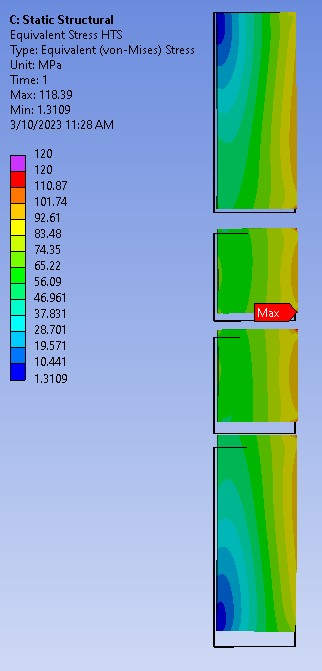 C: Static Structural
Equivalent Stress HTS
Type: Equivalent (von-Mises) Stress
Unit: MPa
Time: 1
Max: 118.39
Min: 1.3109
3/10/2023 11:28 AM
120
120
110.87
101.74
92.61
83.48
74.35
65.22
56.09
46.961
37.831
28.701
19.571
10.441
1.3109
Max